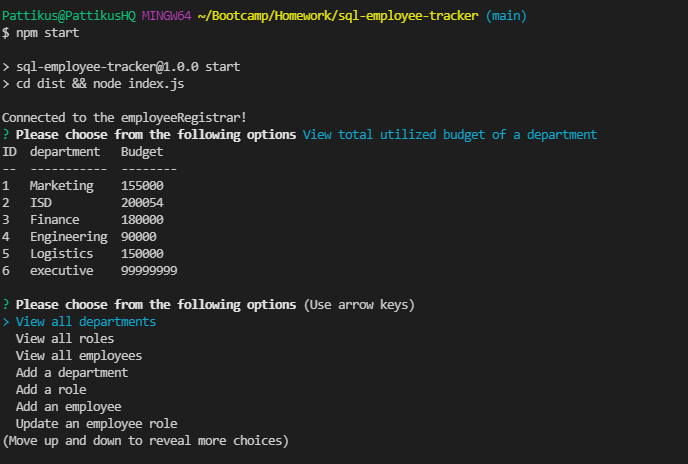 Pattikus@PattikusHQ MINGW64 ~/Bootcamp/Homework/sql-employee-tracker (main)
$ npm start
> sql-employee-tracker@1.0.0 start
> cd dist && node index.js
Connected to the employeeRegistrar!
? Please choose from the following options View total utilized budget of a department
ID  department   Budget
--  -----------  --------
1   Marketing    155000
2   ISD          200054
3   Finance      180000
4   Engineering  90000
5   Logistics    150000
6   executive    99999999
? Please choose from the following options (Use arrow keys)
> View all departments
  View all roles
  View all employees
  Add a department
  Add a role
  Add an employee
  Update an employee role
(Move up and down to reveal more choices)